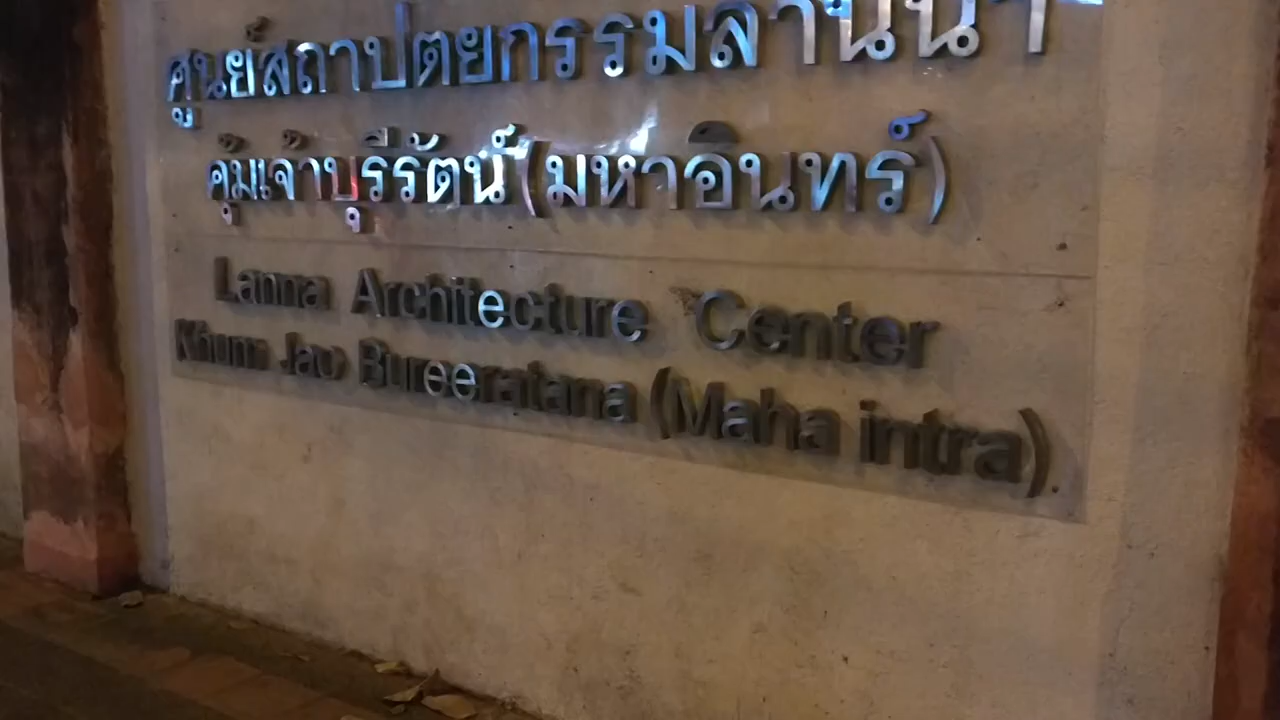 ศูนย์สถาปัตยกรรมล้านนา
คุ้มเจ้าบุรีรัตน์ (มหาอินทร์)
Lanna Architecture Center
Khum Jao Bureeratana (Maha intra)